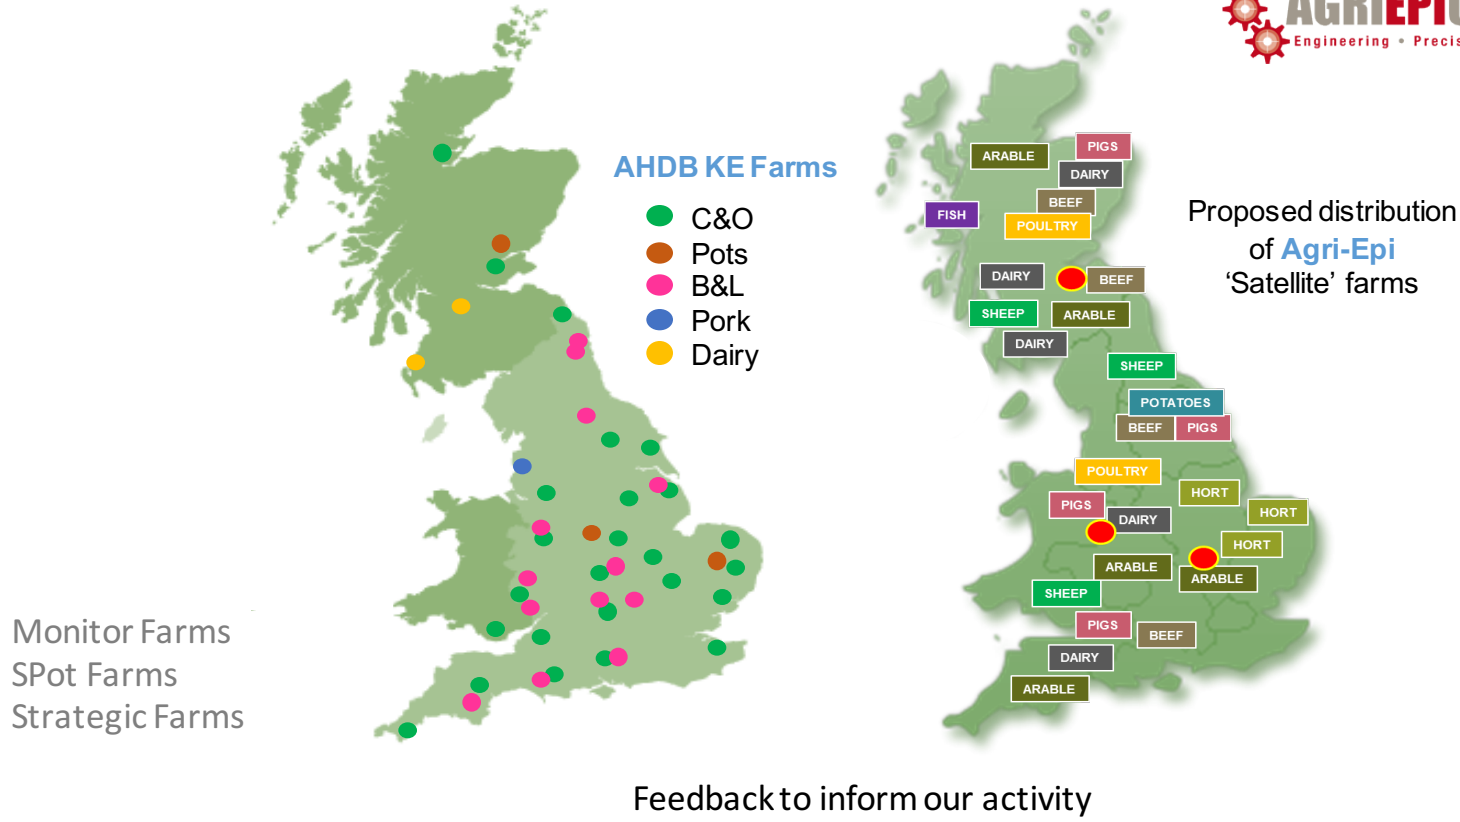 AGRIEPI
Engineering • Precis
AHDB KE Farms
C&O
Pots
B&L
Pork
Dairy
Monitor Farms
SPot Farms
Strategic Farms
ARABLE
PIGS
DAIRY
BEEF
FISH
POULTRY
DAIRY
BEEF
SHEEP
ARABLE
DAIRY
SHEEP
POTATOES
BEEF
PIGS
POULTRY
HORT
PIGS
HORT
DAIRY
HORT
ARABLE
ARABLE
SHEEP
PIGS
BEEF
DAIRY
ARABLE
Proposed distribution
of Agri-Epi
‘Satellite’ farms
Feedback to inform our activity